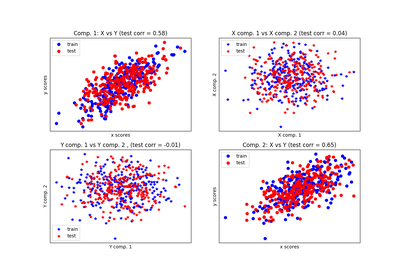 Comp. 1: X vs Y (test corr = 0.58)
train
test
y scores
x scores
X comp. 1 vs X comp. 2 (test corr = 0.04)
train
test
X comp. 2
X comp. 1
Y comp. 1 vs Y comp. 2 , (test corr = -0.01)
train
test
Y comp. 2
Y comp. 1
Comp. 2: X vs Y (test corr = 0.65)
train
test
y scores
x scores